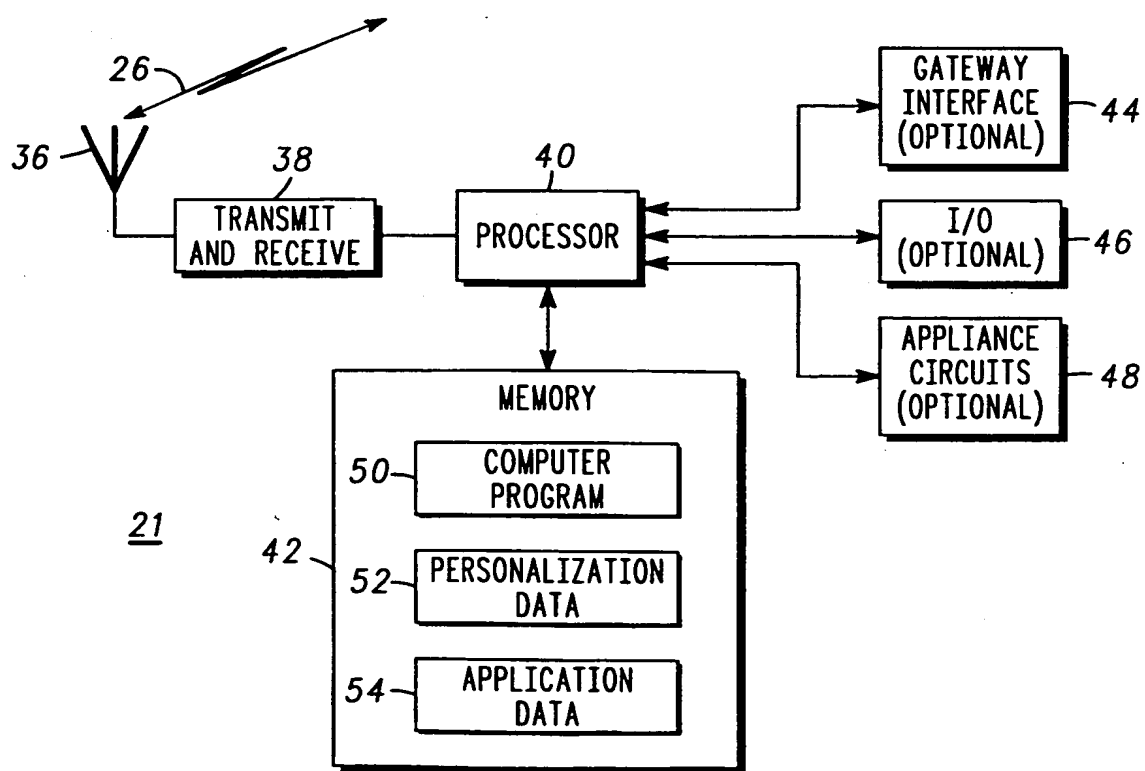 26
36
38
TRANSMIT
AND RECEIVE
40
PROCESSOR
GATEWAY
INTERFACE
(OPTIONAL)
44
I/O
(OPTIONAL)
46
APPLIANCE
CIRCUITS
(OPTIONAL)
48
MEMORY
50
COMPUTER
PROGRAM
21
42
52
PERSONALIZATION
DATA
54
APPLICATION
DATA